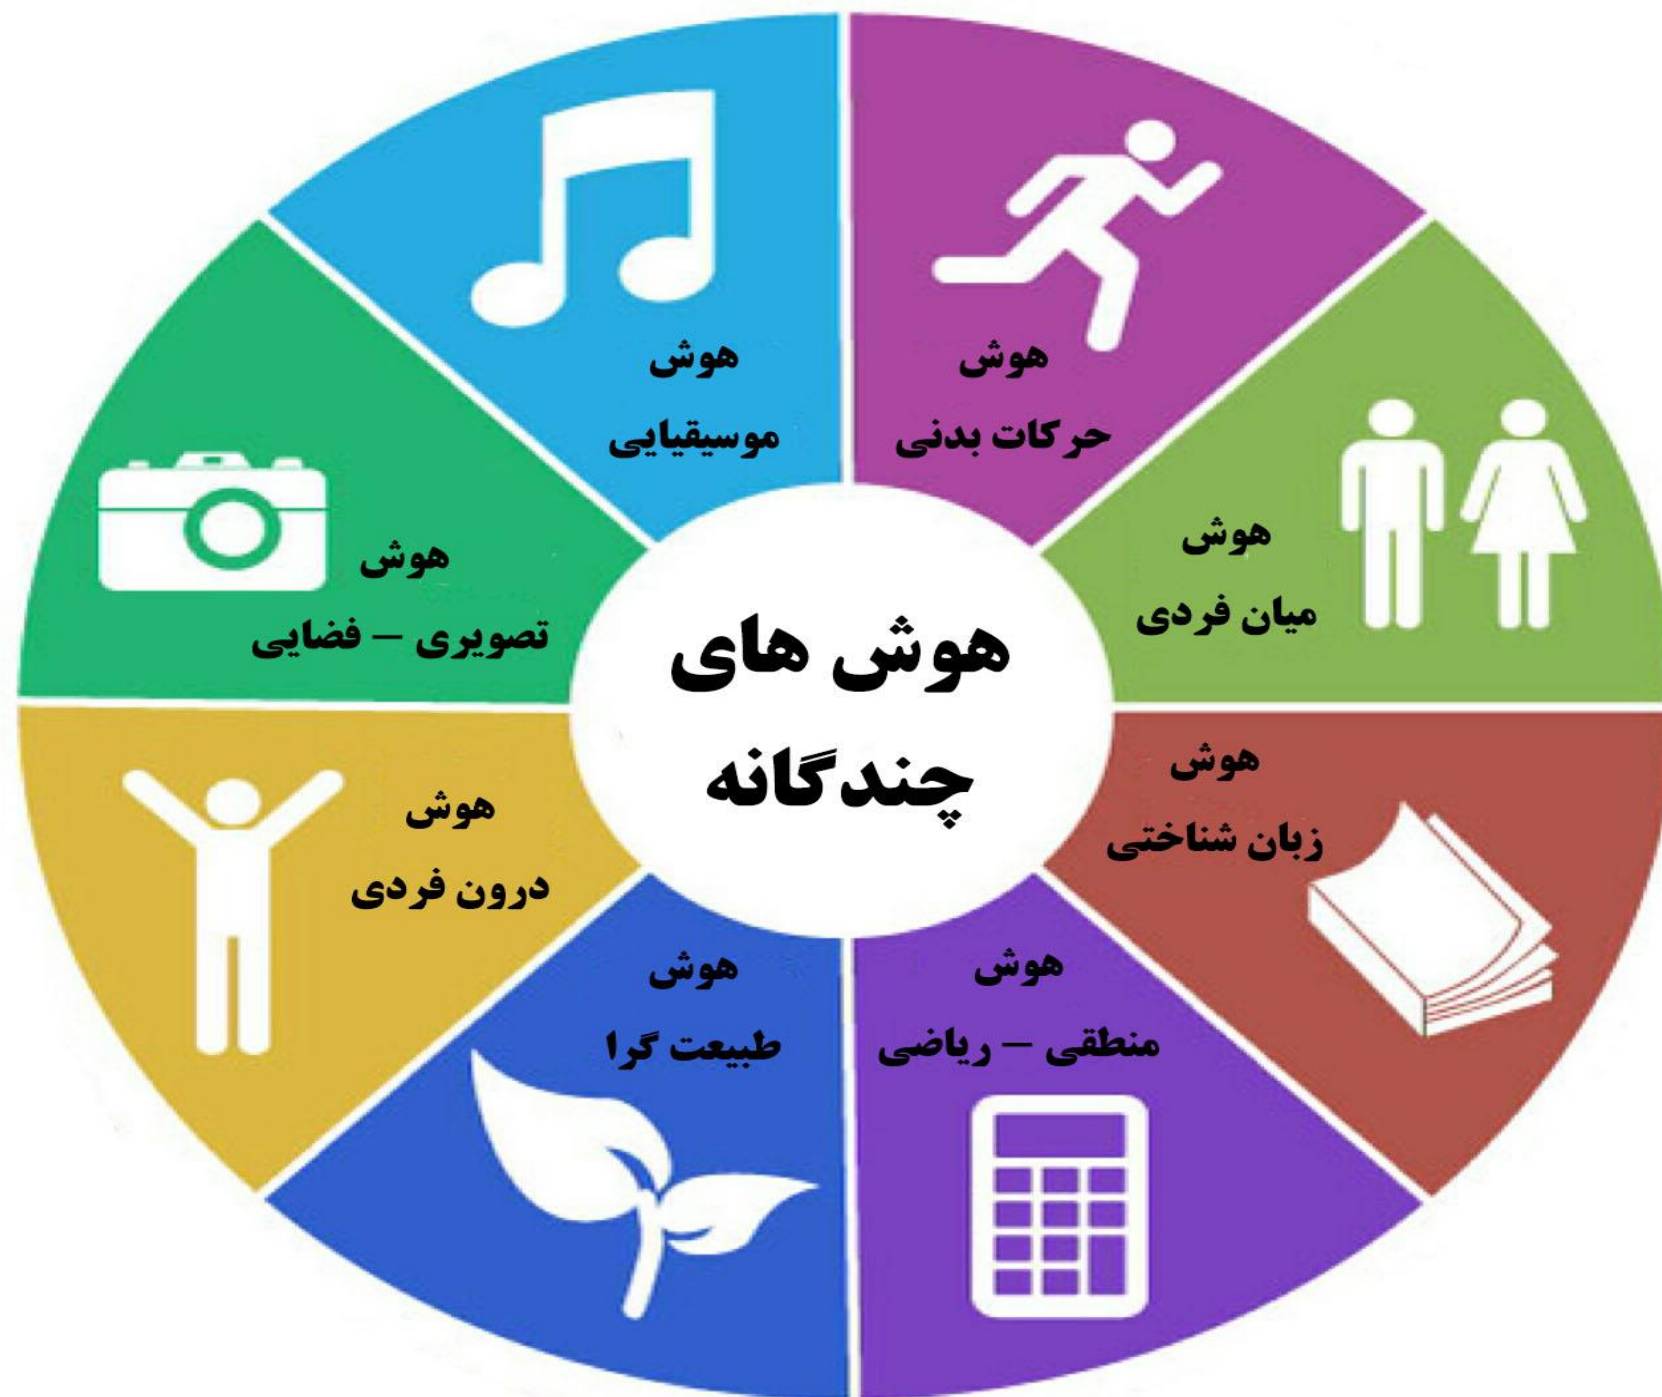 هوش های
چندگانه
هوش
حرکات بدنی
هوش
میان فردی
هوش
زبان شناختی
هوش
منطقی – ریاضی
هوش
طبیعت گرا
هوش
درون فردی
هوش
تصویری – فضایی
هوش
موسیقیایی